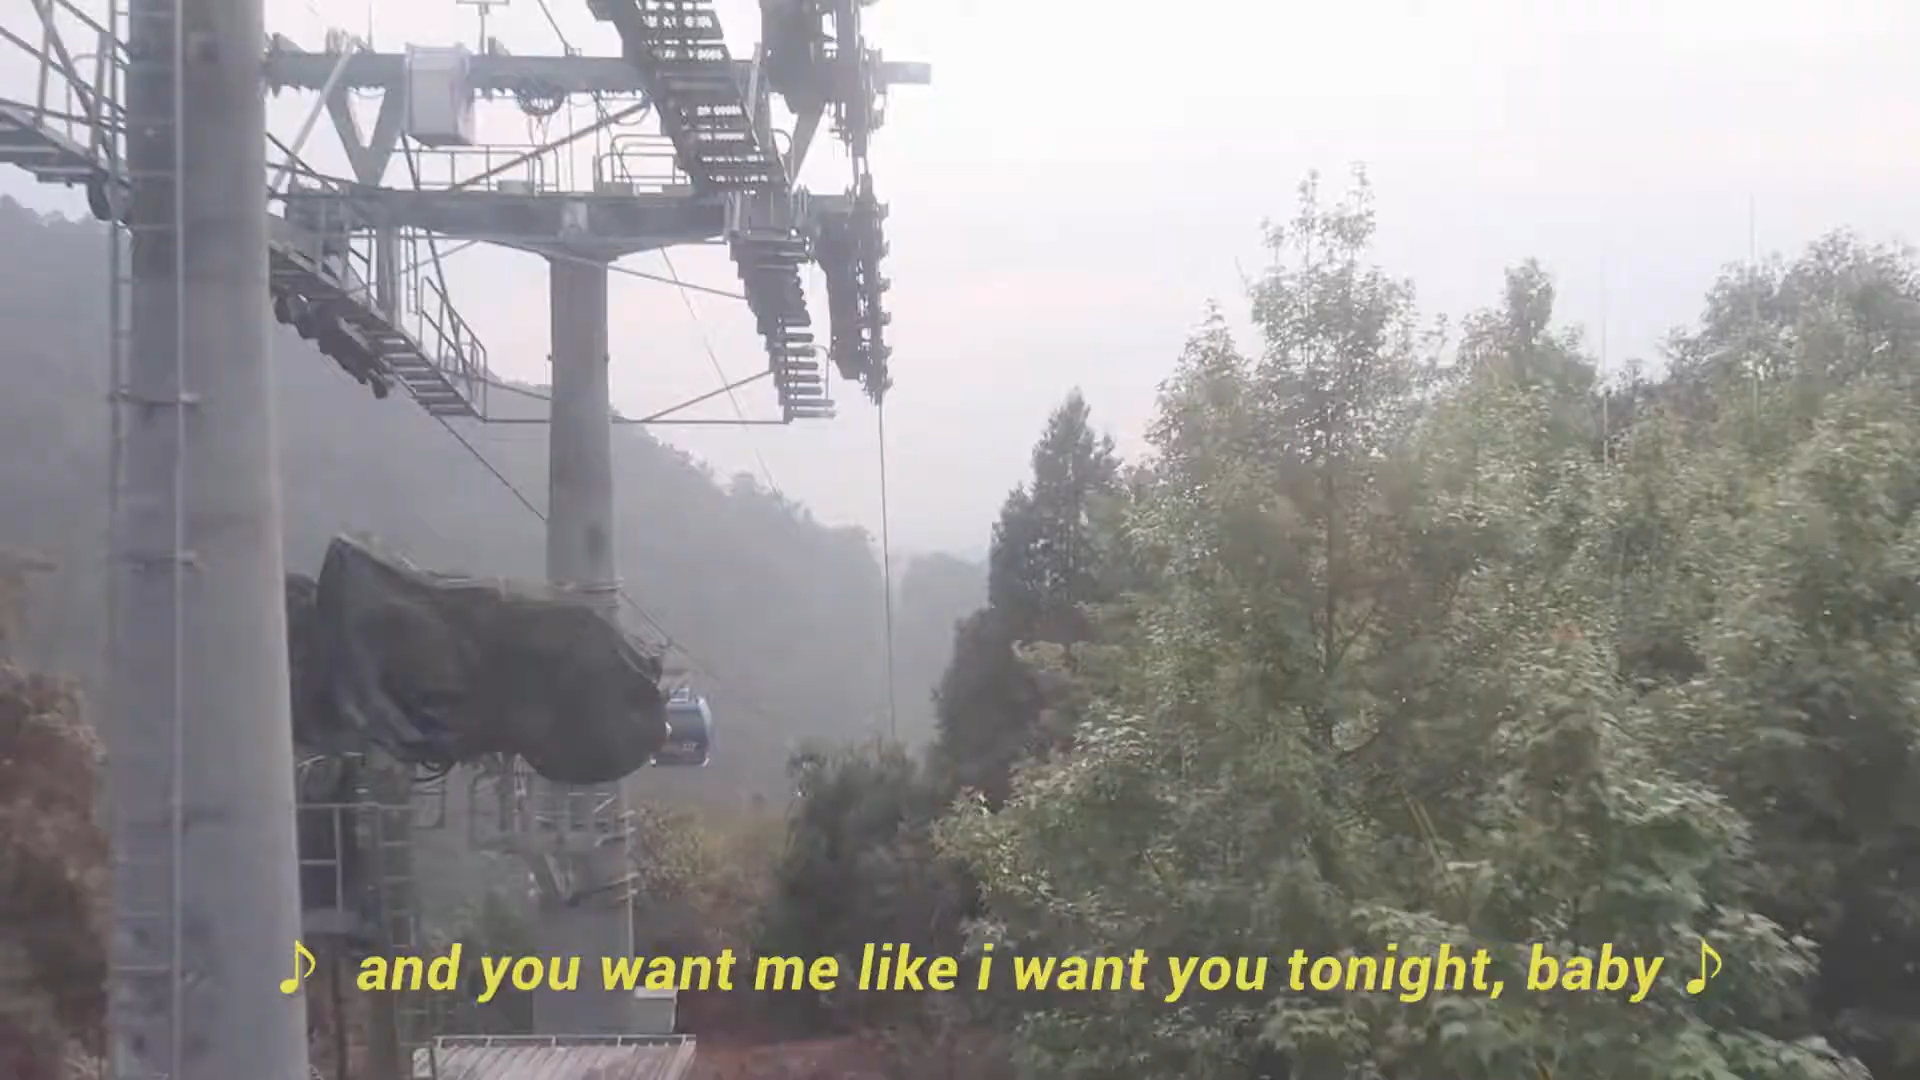 ♪ and you want me like i want you tonight, baby ♪